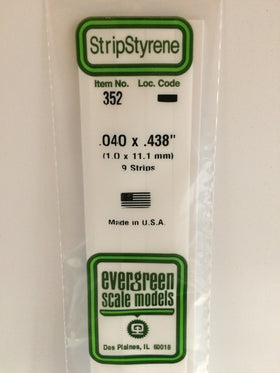 StripStyrene
Item No. Loc. Code
352
.040 x .438"
(1.0 x 11.1 mm)
9 Strips
Made in U.S.A.
evergreen
scale models
Des Plaines, IL 60018